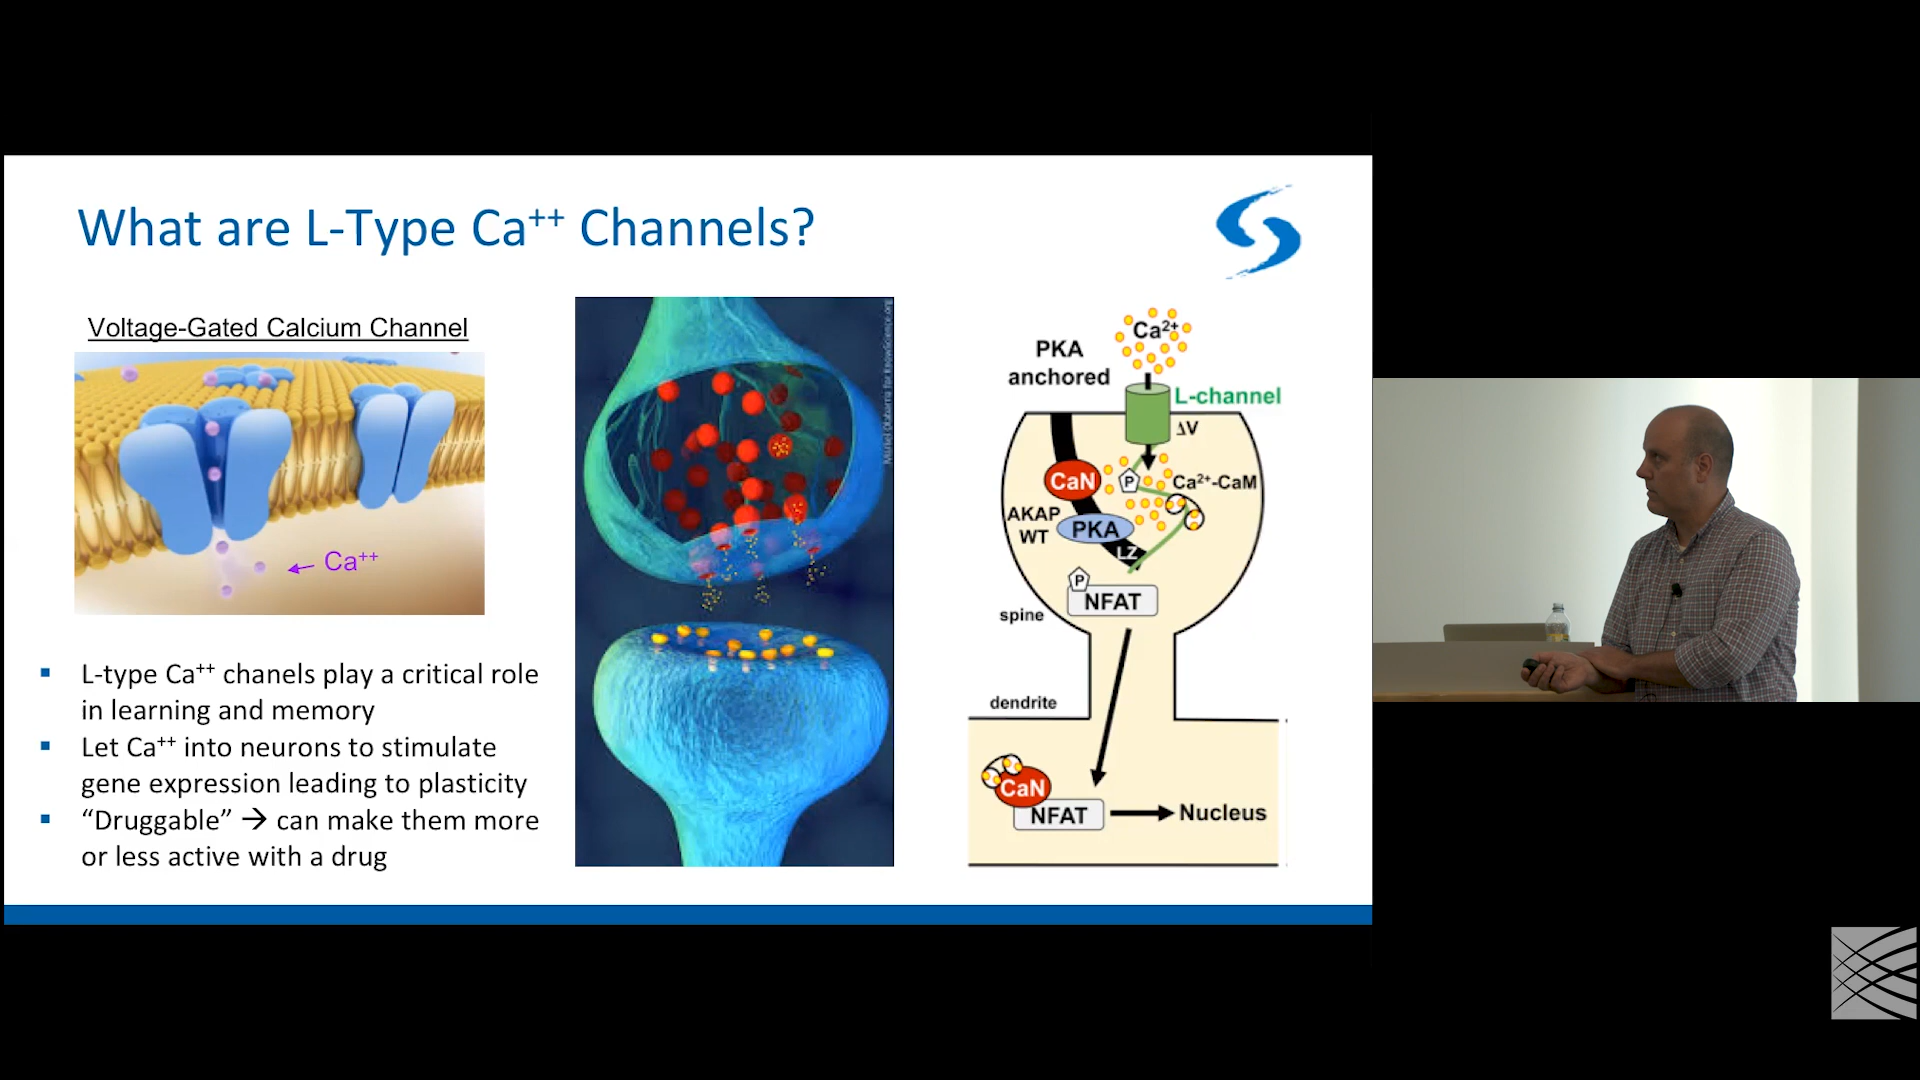 What are L-Type Ca++ Channels?
Voltage-Gated Calcium Channel
Ca++
L-type Ca++ chanels play a critical role
in learning and memory
Let Ca++ into neurons to stimulate
gene expression leading to plasticity
“Druggable” → can make them more
or less active with a drug
PKA
anchored
Ca2+
L-channel
ΔV
CaN
P
Ca2+-CaM
AKAP
WT
PKA
LZ
P
NFAT
spine
dendrite
CaN
NFAT
Nucleus